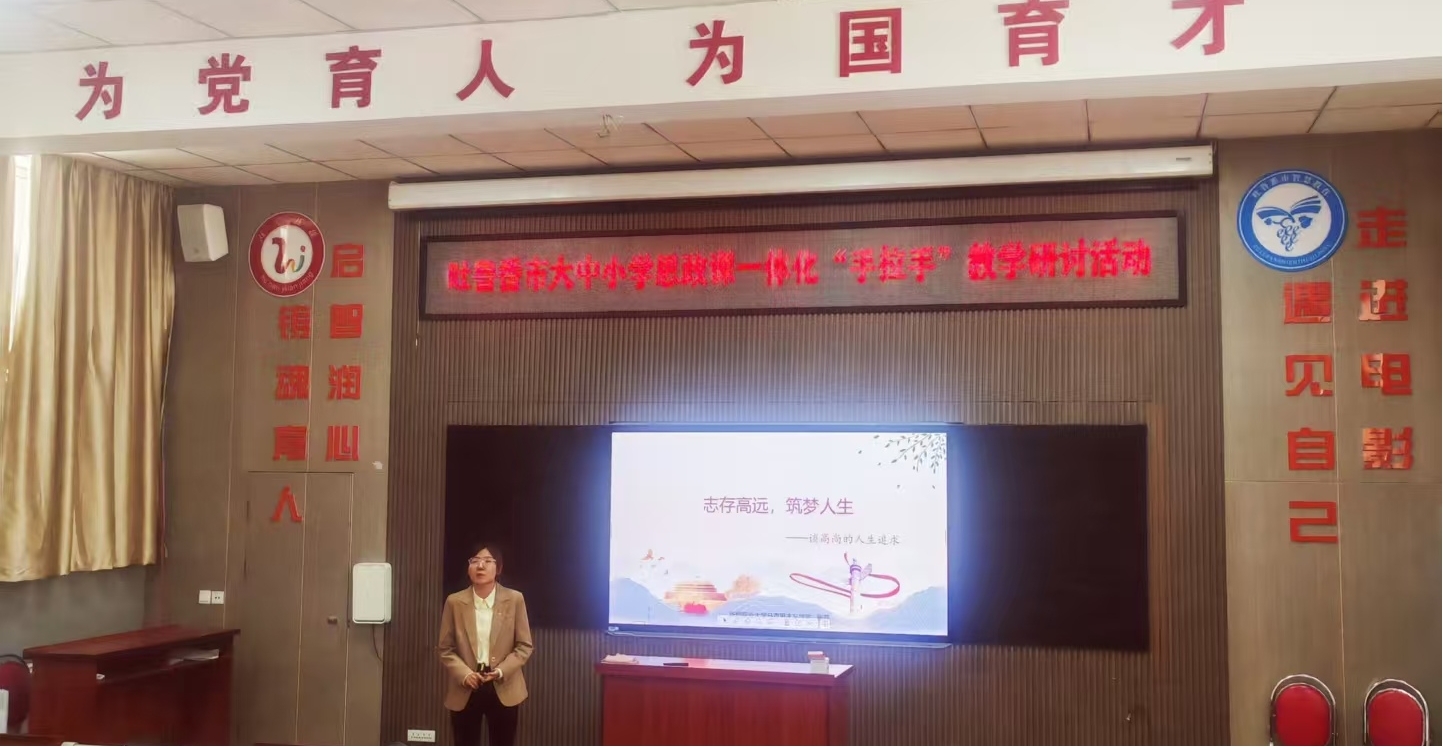 为党育人 为国育才
吐鲁番市大中小学思政课一体化“手拉手”教学研讨活动
启智润心
铸魂育人
走进电影
遇见自己
志存高远，筑梦人生
——谈高尚的人生追求